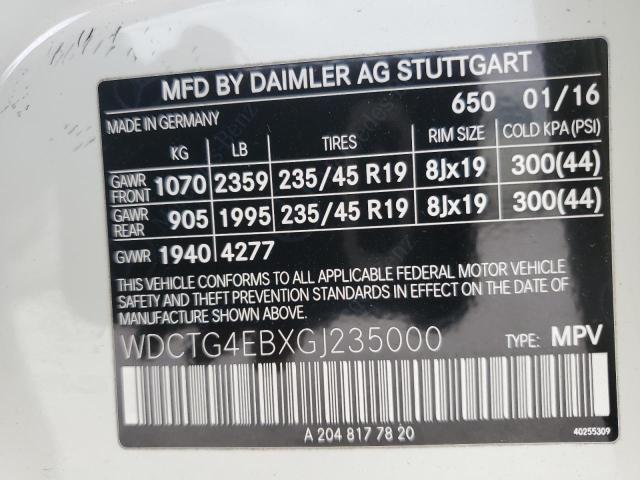 MFD BY DAIMLER AG STUTTGART
650 01/16
MADE IN GERMANY
KG LB TIRES RIM SIZE COLD KPA(PSI)
GAWR FRONT 1070 2359 235/45 R19 8Jx19 300(44)
GAWR REAR 905 1995 235/45 R19 8Jx19 300(44)
GVWR 1940 4277
THIS VEHICLE CONFORMS TO ALL APPLICABLE FEDERAL MOTOR VEHICLE
SAFETY AND THEFT PREVENTION STANDARDS IN EFFECT ON THE DATE
OF MANUFACTURE SHOWN ABOVE.
WDCTG4EBXGJ235000 TYPE: MPV
A 204 817 78 20
40255309